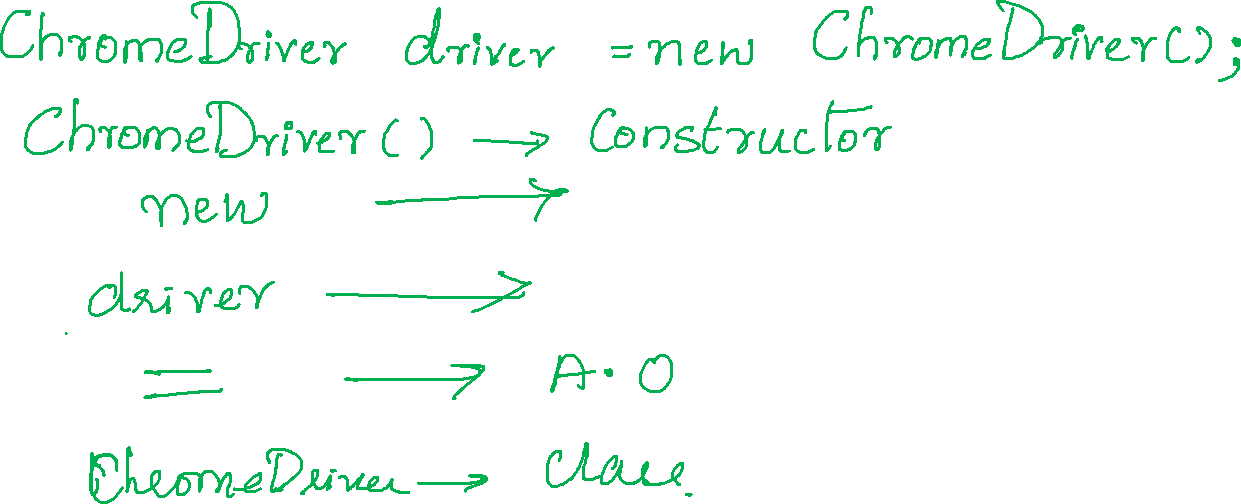 ChromeDriver driver = new ChromeDriver();
ChromeDriver() → Constructor
new →
driver →
= → A.O
ChromeDriver → class